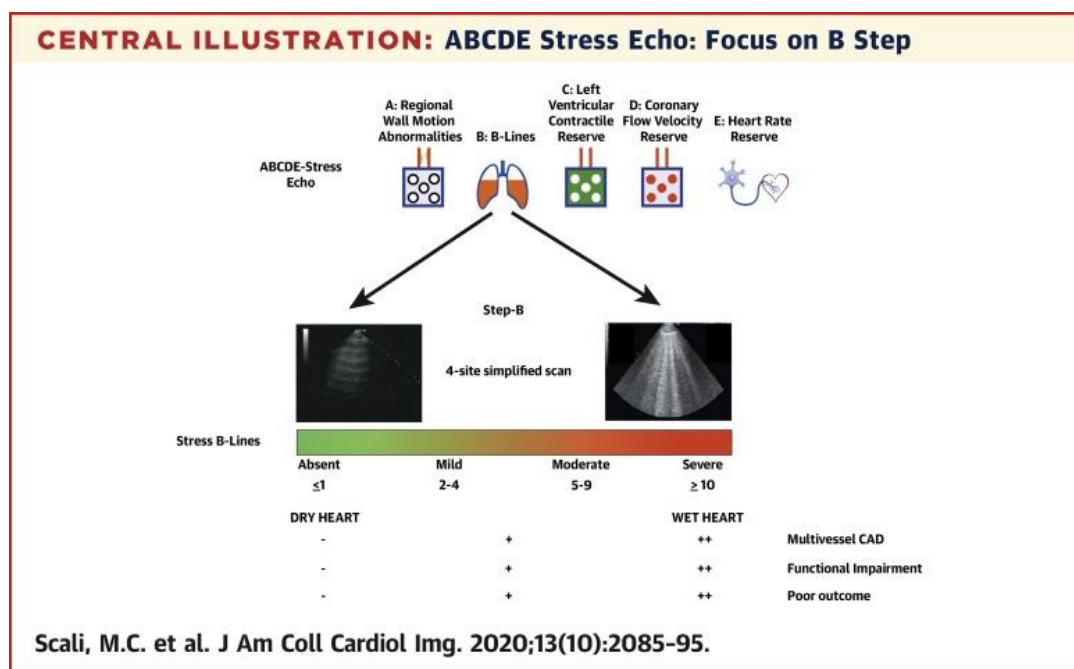 CENTRAL ILLUSTRATION: ABCDE Stress Echo: Focus on B Step
ABCDE-Stress
Echo
A: Regional
Wall Motion
Abnormalities
B: B-Lines
C: Left
Ventricular
Contractile
Reserve
D: Coronary
Flow Velocity
Reserve
E: Heart Rate
Reserve
Step-B
4-site simplified scan
Stress B-Lines
Absent Mild Moderate Severe
≤1 2-4 5-9 ≥ 10
DRY HEART WET HEART
- + ++ Multivessel CAD
- + ++ Functional Impairment
- + ++ Poor outcome
Scali, M.C. et al. J Am Coll Cardiol Img. 2020;13(10):2085–95.